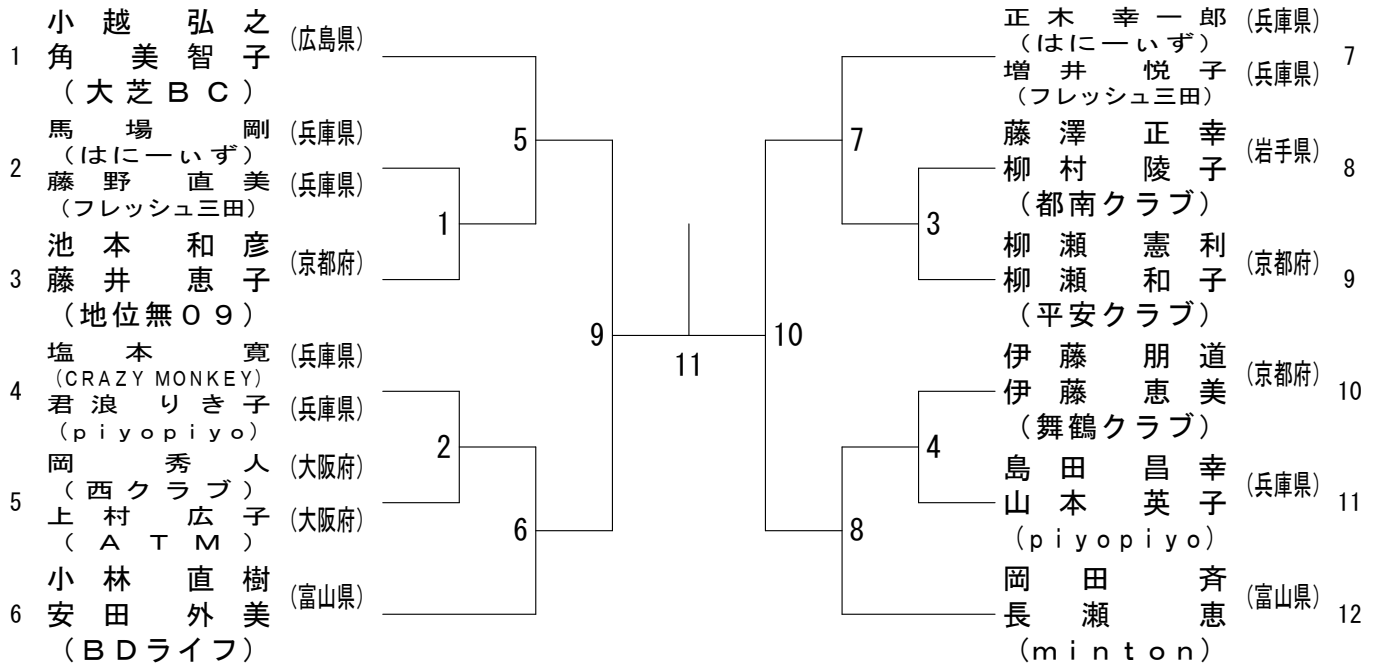 小越 弘之 (広島県)
1 角 美智子
(大芝BC)
馬場 剛 (兵庫県)
(はにーぃず)
2
藤野 直美 (兵庫県)
(フレッシュ三田)
池本 和彦 (京都府)
3 藤井 恵子
(地位無09)
塩本 寛 (兵庫県)
(CRAZY MONKEY)
4
君浪 りき子 (兵庫県)
(piyopiyo)
岡 秀人 (大阪府)
(西クラブ)
5
上村 広子 (大阪府)
(ATM)
小林 直樹 (富山県)
6 安田 外美
(BDライフ)
5
1
9
2
6
11
10
7
3
4
8
正木 幸一郎 (兵庫県)
(はにーぃず)
7
増井 悦子 (兵庫県)
(フレッシュ三田)
藤澤 正幸 (岩手県)
柳村 陵子 8
(都南クラブ)
柳瀬 憲利 (京都府)
柳瀬 和子 9
(平安クラブ)
伊藤 朋道 (京都府)
伊藤 恵美 10
(舞鶴クラブ)
島田 昌幸 (兵庫県)
山本 英子 11
(piyopiyo)
岡田 斉 (富山県)
長瀬 恵 12
(minton)